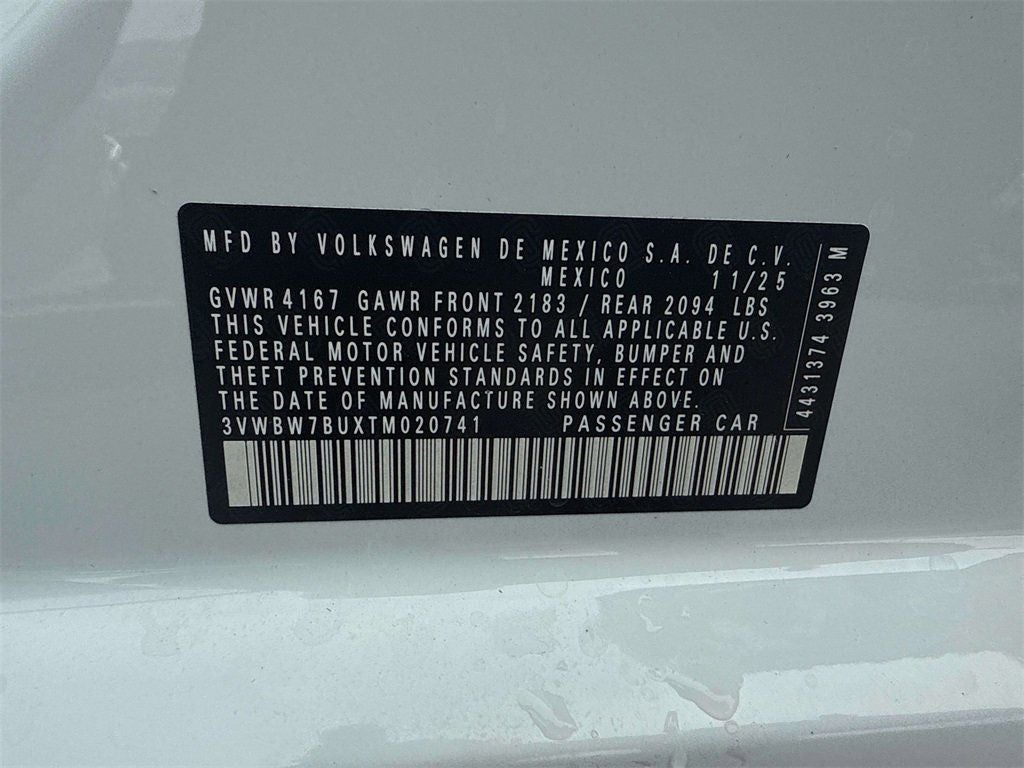 MFD BY VOLKSWAGEN DE MEXICO S.A. DE C.V.
MEXICO 11/25
GVWR 4167 GAWR FRONT 2183 / REAR 2094 LBS
THIS VEHICLE CONFORMS TO ALL APPLICABLE U.S.
FEDERAL MOTOR VEHICLE SAFETY, BUMPER AND
THEFT PREVENTION STANDARDS IN EFFECT ON
THE DATE OF MANUFACTURE SHOWN ABOVE.
3VWBW7BUXTM020741 PASSENGER CAR
4431374 3963 M